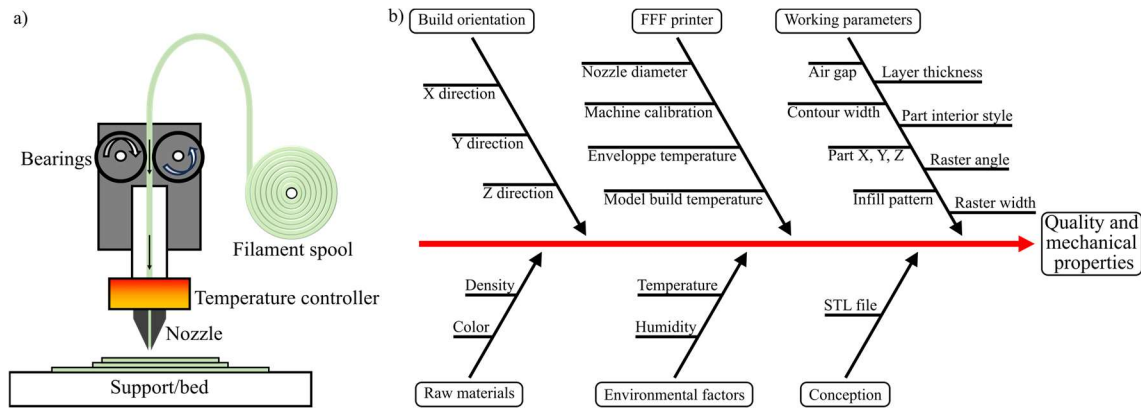 a)
Bearings
Filament spool
Temperature controller
Nozzle
Support/bed
b)
Build orientation
X direction
Y direction
Z direction
FFF printer
Nozzle diameter
Machine calibration
Enveloppe temperature
Model build temperature
Working parameters
Air gap
Layer thickness
Contour width
Part interior style
Part X, Y, Z
Raster angle
Infill pattern
Raster width
Quality and
mechanical
properties
Density
Color
Raw materials
Temperature
Humidity
Environmental factors
STL file
Conception